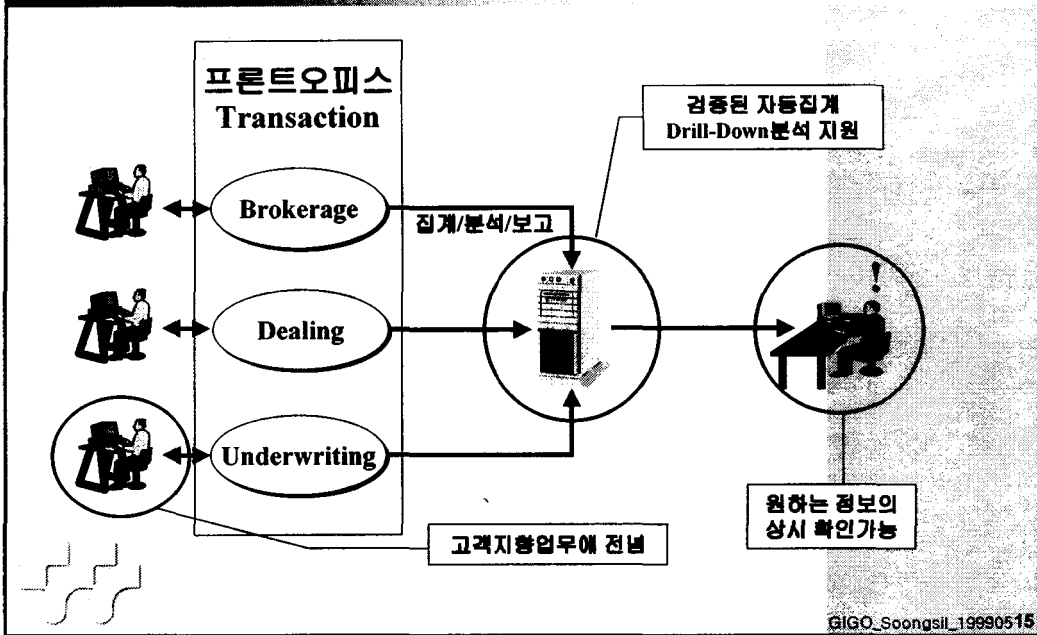 프론트오피스
Transaction
검증된 자동집계
Drill-Down분석 지원
Brokerage
집계/분석/보고
Dealing
Underwriting
고객지향업무에 전념
원하는 정보의
상시 확인가능
GIGO_Soongsil_19990515